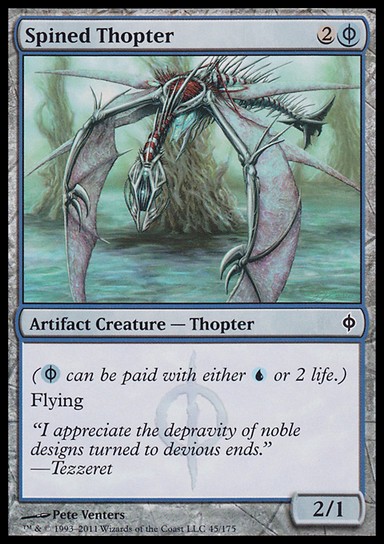 Spined Thopter 2
Artifact Creature — Thopter
( can be paid with either or 2 life.)
Flying
“I appreciate the depravity of noble
designs turned to devious ends.”
—Tezzeret
Pete Venters
™ & © 1993–2011 Wizards of the Coast LLC 45/175
2/1